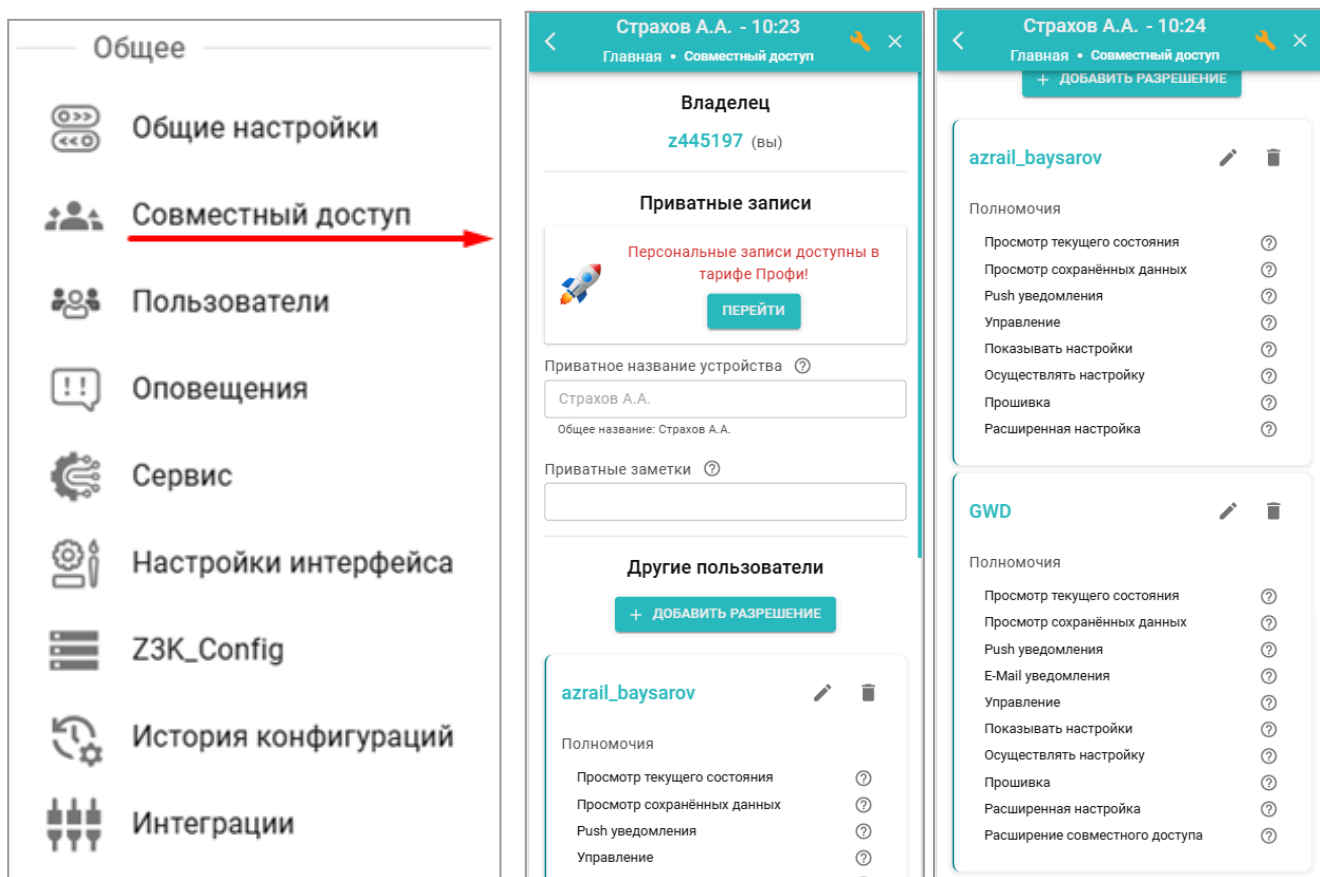 Общее
Общие настройки
Совместный доступ
Пользователи
Оповещения
Сервис
Настройки интерфейса
Z3K_Config
История конфигураций
Интеграции
Страхов А.А. - 10:23
Главная • Совместный доступ
Владелец
z445197 (вы)
Приватные записи
Персональные записи доступны в
тарифе Профи!
ПЕРЕЙТИ
Приватное название устройства
Страхов А.А.
Общее название: Страхов А.А.
Приватные заметки
Другие пользователи
+ ДОБАВИТЬ РАЗРЕШЕНИЕ
azrail_baysarov
Полномочия
Просмотр текущего состояния
Просмотр сохранённых данных
Push уведомления
Управление
Страхов А.А. - 10:24
Главная • Совместный доступ
+ ДОБАВИТЬ РАЗРЕШЕНИЕ
azrail_baysarov
Полномочия
Просмотр текущего состояния
Просмотр сохранённых данных
Push уведомления
Управление
Показывать настройки
Осуществлять настройку
Прошивка
Расширенная настройка
GWD
Полномочия
Просмотр текущего состояния
Просмотр сохранённых данных
Push уведомления
E-Mail уведомления
Управление
Показывать настройки
Осуществлять настройку
Прошивка
Расширенная настройка
Расширение совместного доступа